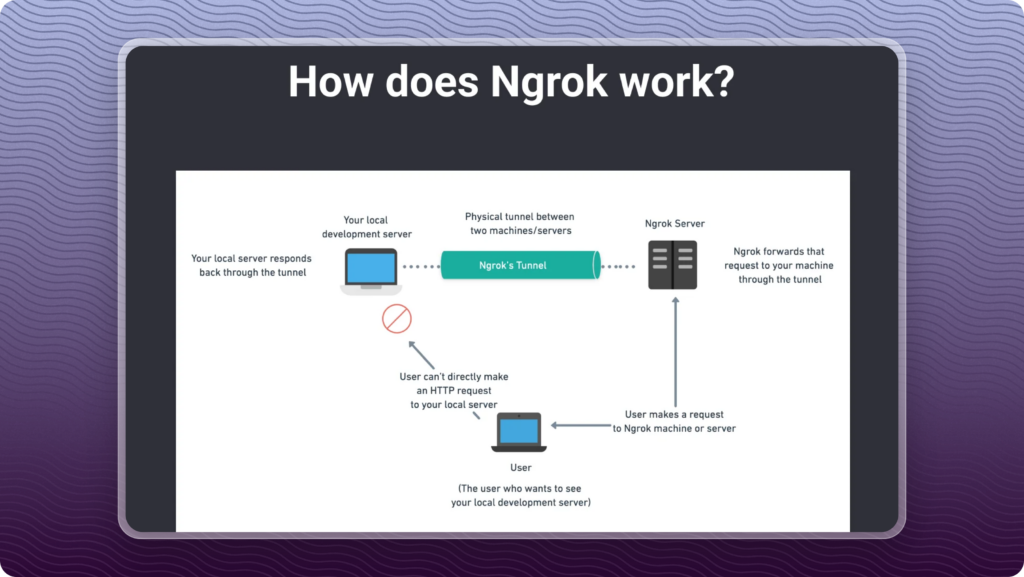 How does Ngrok work?
Your local
development server
Physical tunnel between
two machines/servers
Ngrok Server
Your local server responds
back through the tunnel
Ngrok's Tunnel
Ngrok forwards that
request to your machine
through the tunnel
User can't directly make
an HTTP request
to your local server
User makes a request
to Ngrok machine or server
User
(The user who wants to see
your local development server)